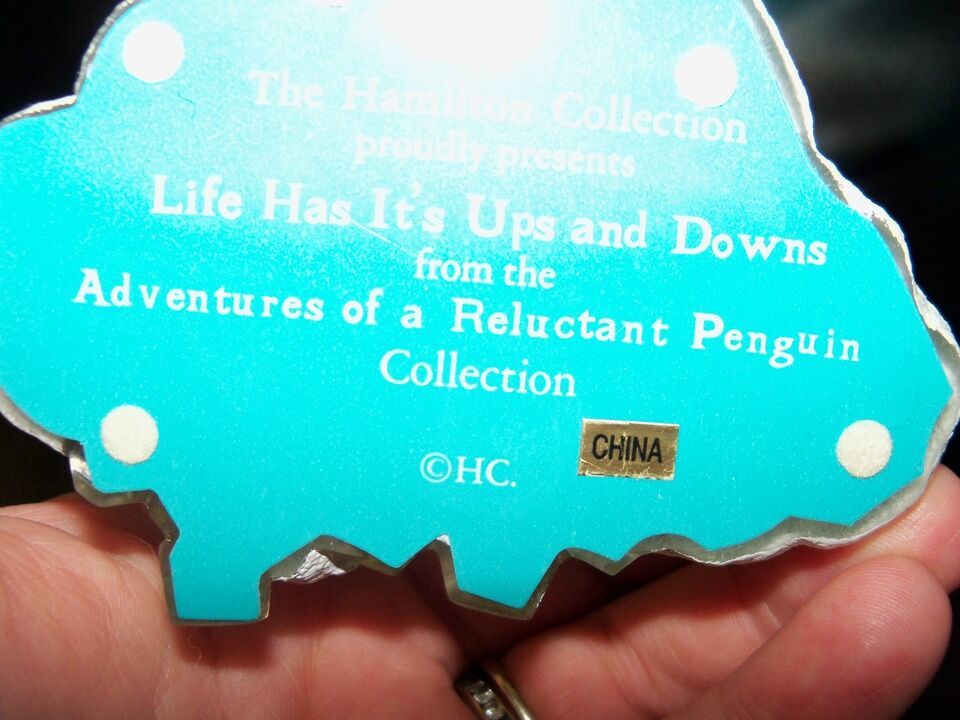 The Hamilton Collection
proudly presents
Life Has It's Ups and Downs
from the
Adventures of a Reluctant Penguin
Collection
©HC.
CHINA